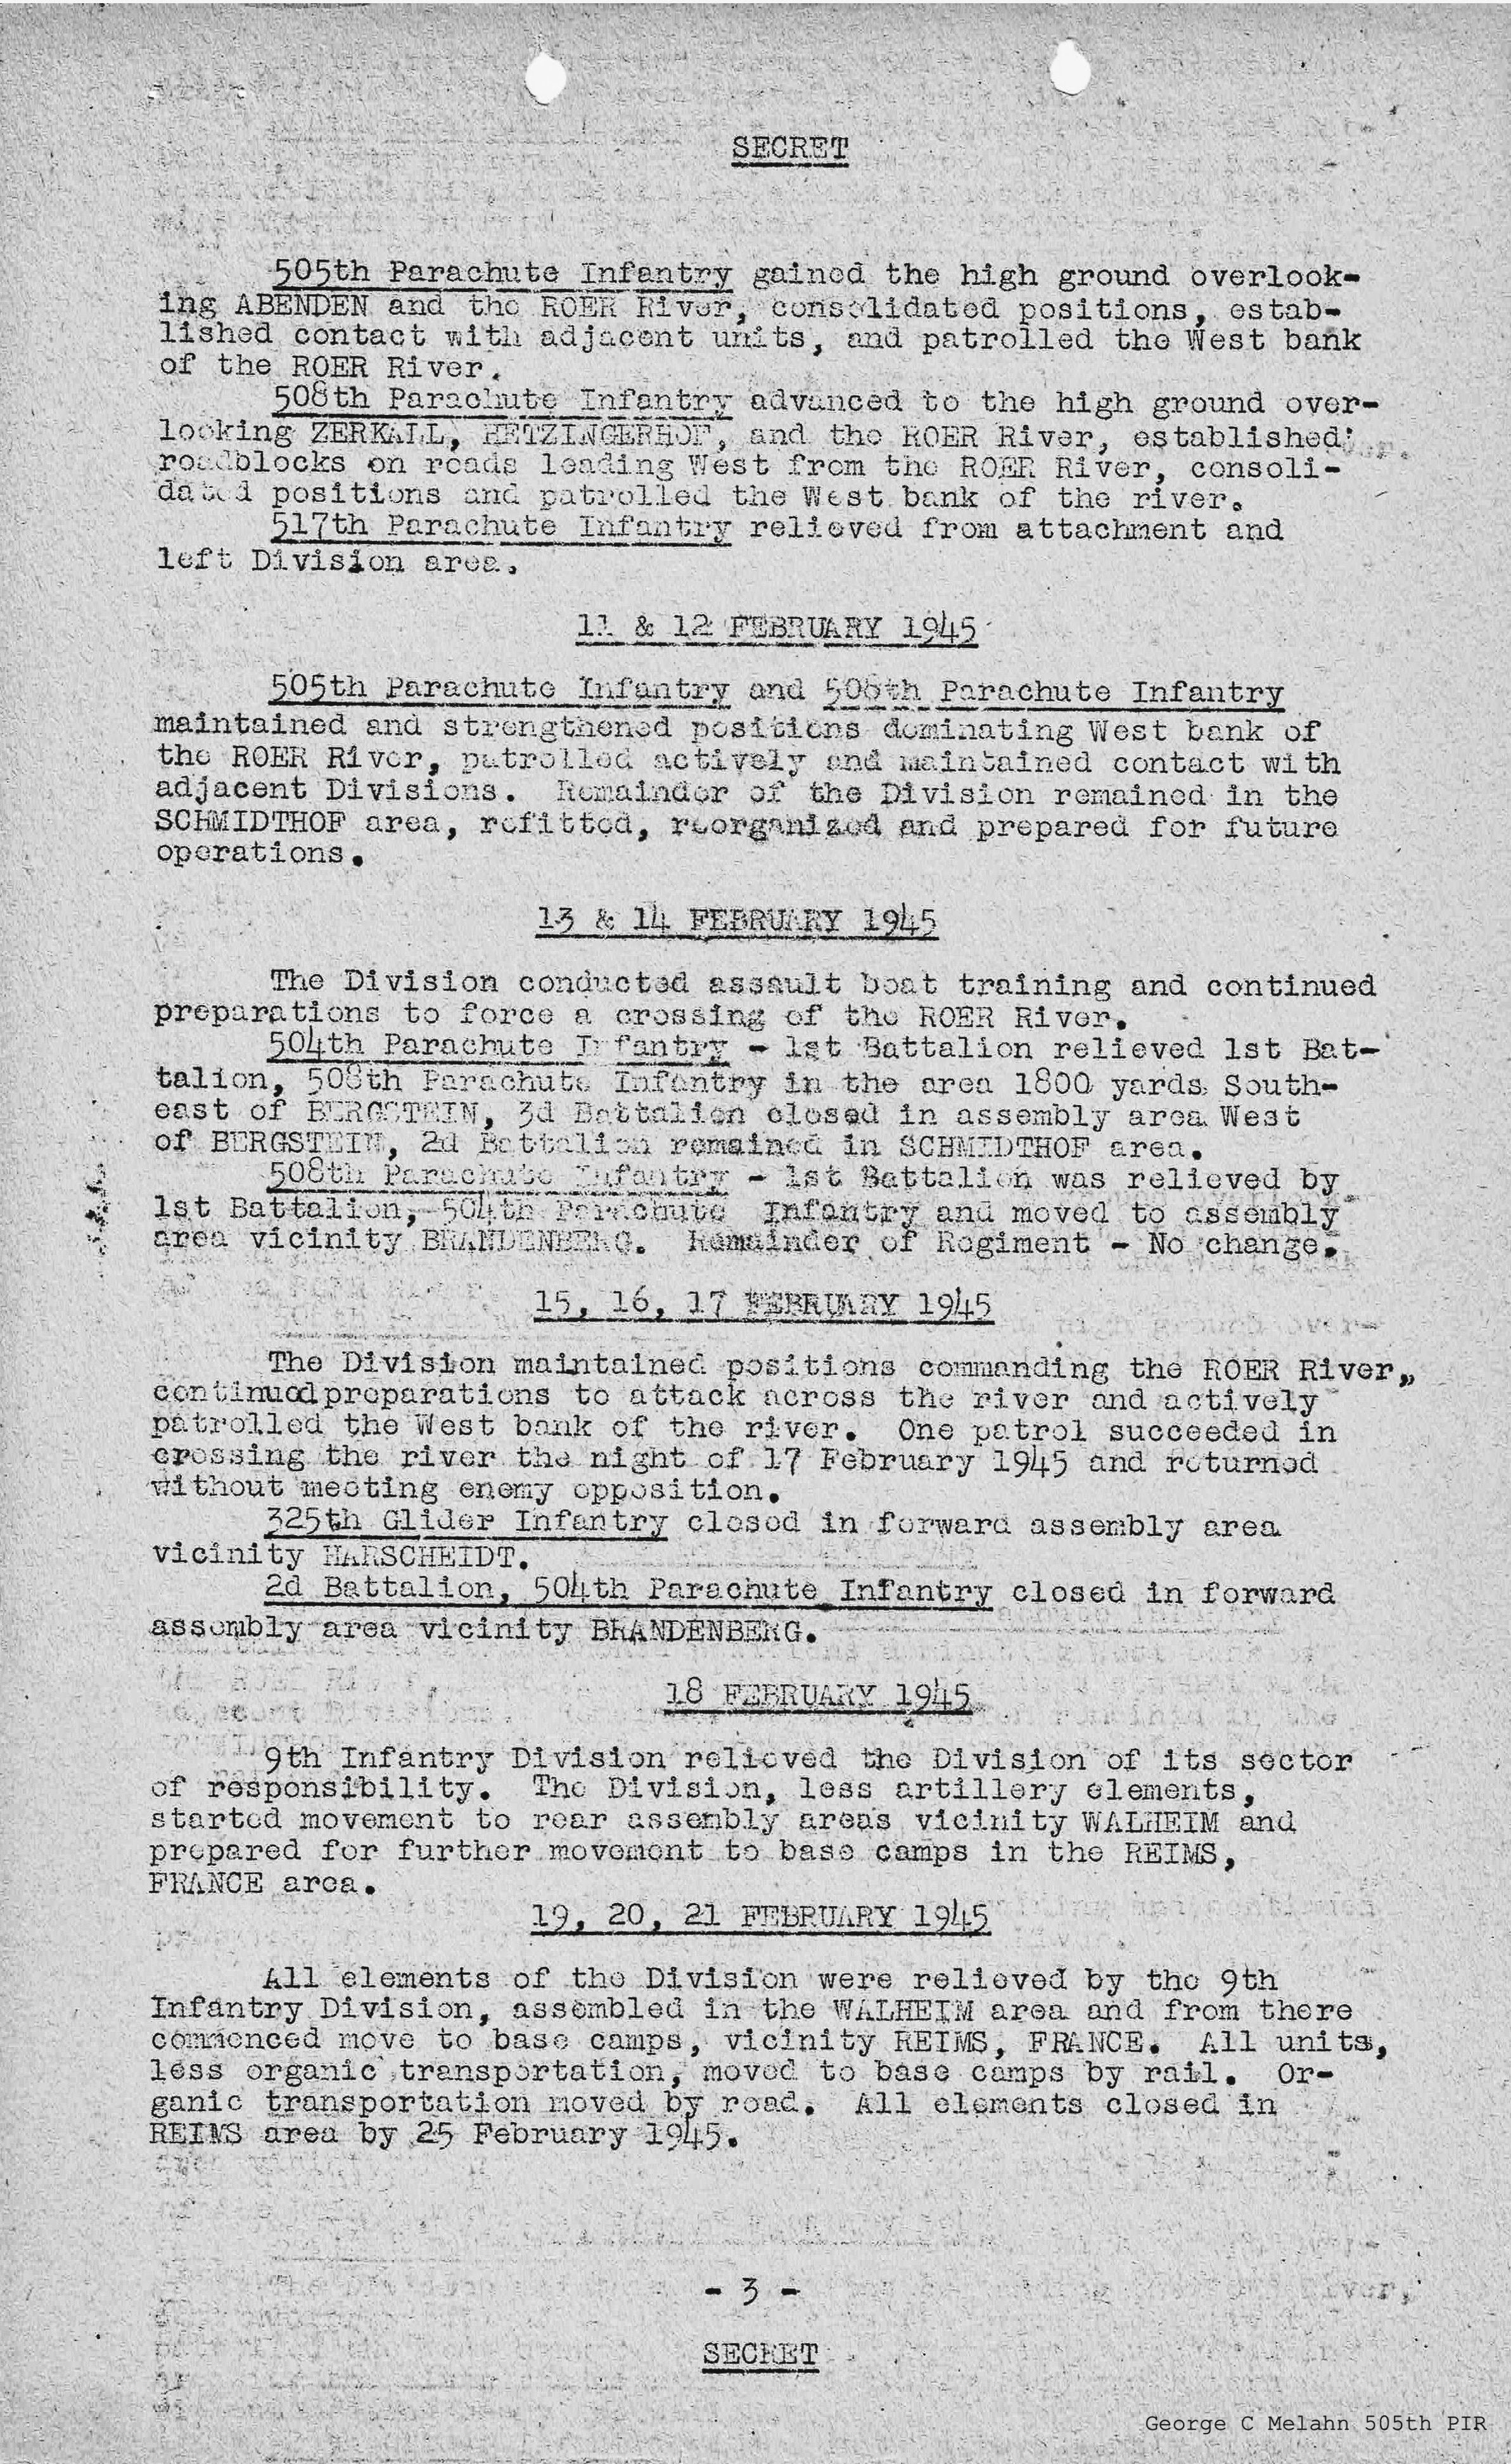 SECRET
505th Parachute Infantry gained the high ground overlook-
ing ABENDEN and the ROER River, consolidated positions, estab-
lished contact with adjacent units, and patrolled the West bank
of the ROER River.
508th Parachute Infantry advanced to the high ground over-
looking ZERKALL, HETZINGERHOF, and the ROER River, established
roadblocks on roads leading West from the ROER River, consoli-
dated positions and patrolled the West bank of the river.
517th Parachute Infantry relieved from attachment and
left Division area.
11 & 12 FEBRUARY 1945
505th Parachute Infantry and 508th Parachute Infantry
maintained and strengthened positions dominating West bank of
the ROER River, patrolled actively and maintained contact with
adjacent Divisions. Remainder of the Division remained in the
SCHMIDTHOF area, refitted, reorganized and prepared for future
operations.
13 & 14 FEBRUARY 1945
The Division conducted assault boat training and continued
preparations to force a crossing of the ROER River.
504th Parachute Infantry - 1st Battalion relieved 1st Bat-
talion, 508th Parachute Infantry in the area 1800 yards South-
east of BERGSTEIN, 3d Battalion closed in assembly area West
of BERGSTEIN, 2d Battalion remained in SCHMIDTHOF area.
508th Parachute Infantry - 1st Battalion was relieved by
1st Battalion, 504th Parachute Infantry and moved to assembly
area vicinity BRANDENBERG. Remainder of Regiment - No change.
15, 16, 17 FEBRUARY 1945
The Division maintained positions commanding the ROER River,,
continued preparations to attack across the river and actively
patrolled the West bank of the river. One patrol succeeded in
crossing the river the night of 17 February 1945 and returned
without meeting enemy opposition.
325th Glider Infantry closed in forward assembly area
vicinity HARSCHEIDT.
2d Battalion, 504th Parachute Infantry closed in forward
assembly area vicinity BRANDENBERG.
18 FEBRUARY 1945
9th Infantry Division relieved the Division of its sector
of responsibility. The Division, less artillery elements,
started movement to rear assembly areas vicinity WALHEIM and
prepared for further movement to base camps in the REIMS,
FRANCE area.
19, 20, 21 FEBRUARY 1945
All elements of the Division were relieved by the 9th
Infantry Division, assembled in the WALHEIM area and from there
commenced move to base camps, vicinity REIMS, FRANCE. All units,
less organic transportation, moved to base camps by rail. Or-
ganic transportation moved by road. All elements closed in
REIMS area by 25 February 1945.
- 3 -
SECRET
George C Melahn 505th PIR